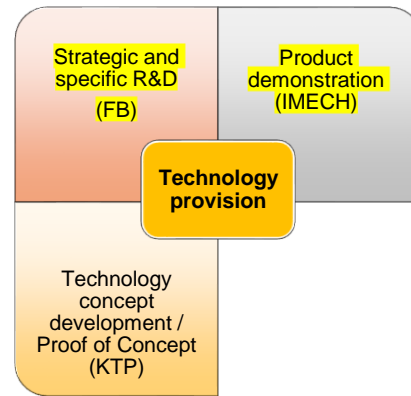 Strategic and
specific R&D
(FB)
Product
demonstration
(IMECH)
Technology
provision
Technology
concept
development /
Proof of Concept
(KTP)